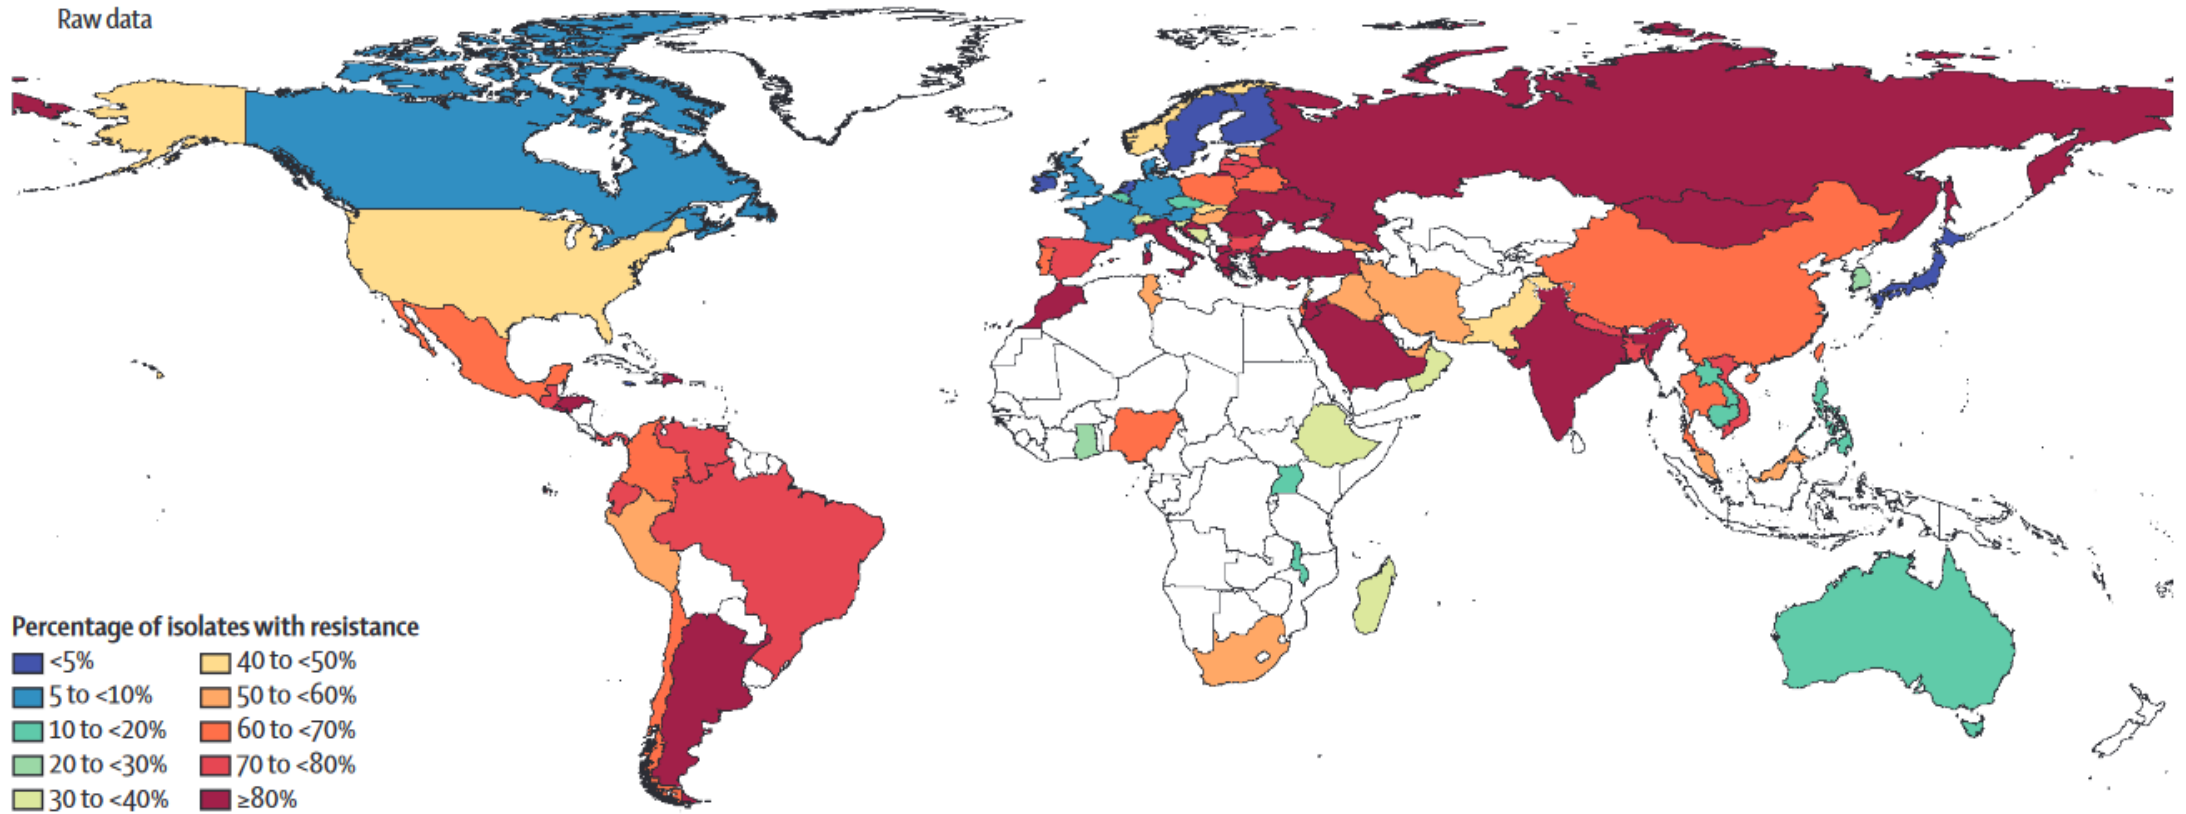 Raw data
Percentage of isolates with resistance
<5%
5 to <10%
10 to <20%
20 to <30%
30 to <40%
40 to <50%
50 to <60%
60 to <70%
70 to <80%
≥80%